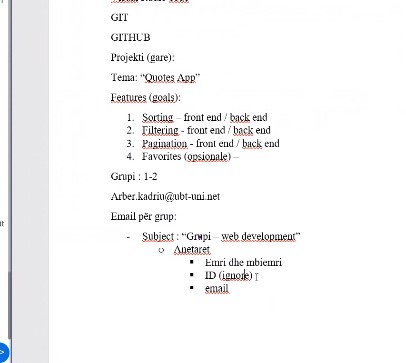 GIT
GITHUB
Projekti (gare):
Tema: “Quotes App”
Features (goals):
1. Sorting – front end / back end
2. Filtering - front end / back end
3. Pagination - front end / back end
4. Favorites (opsionale) –
Grupi : 1-2
Arber.kadriu@ubt-uni.net
Email për grup:
- Subject : “Grupi – web development”
o Anetaret
▪ Emri dhe mbiemri
▪ ID (ignore)
▪ email